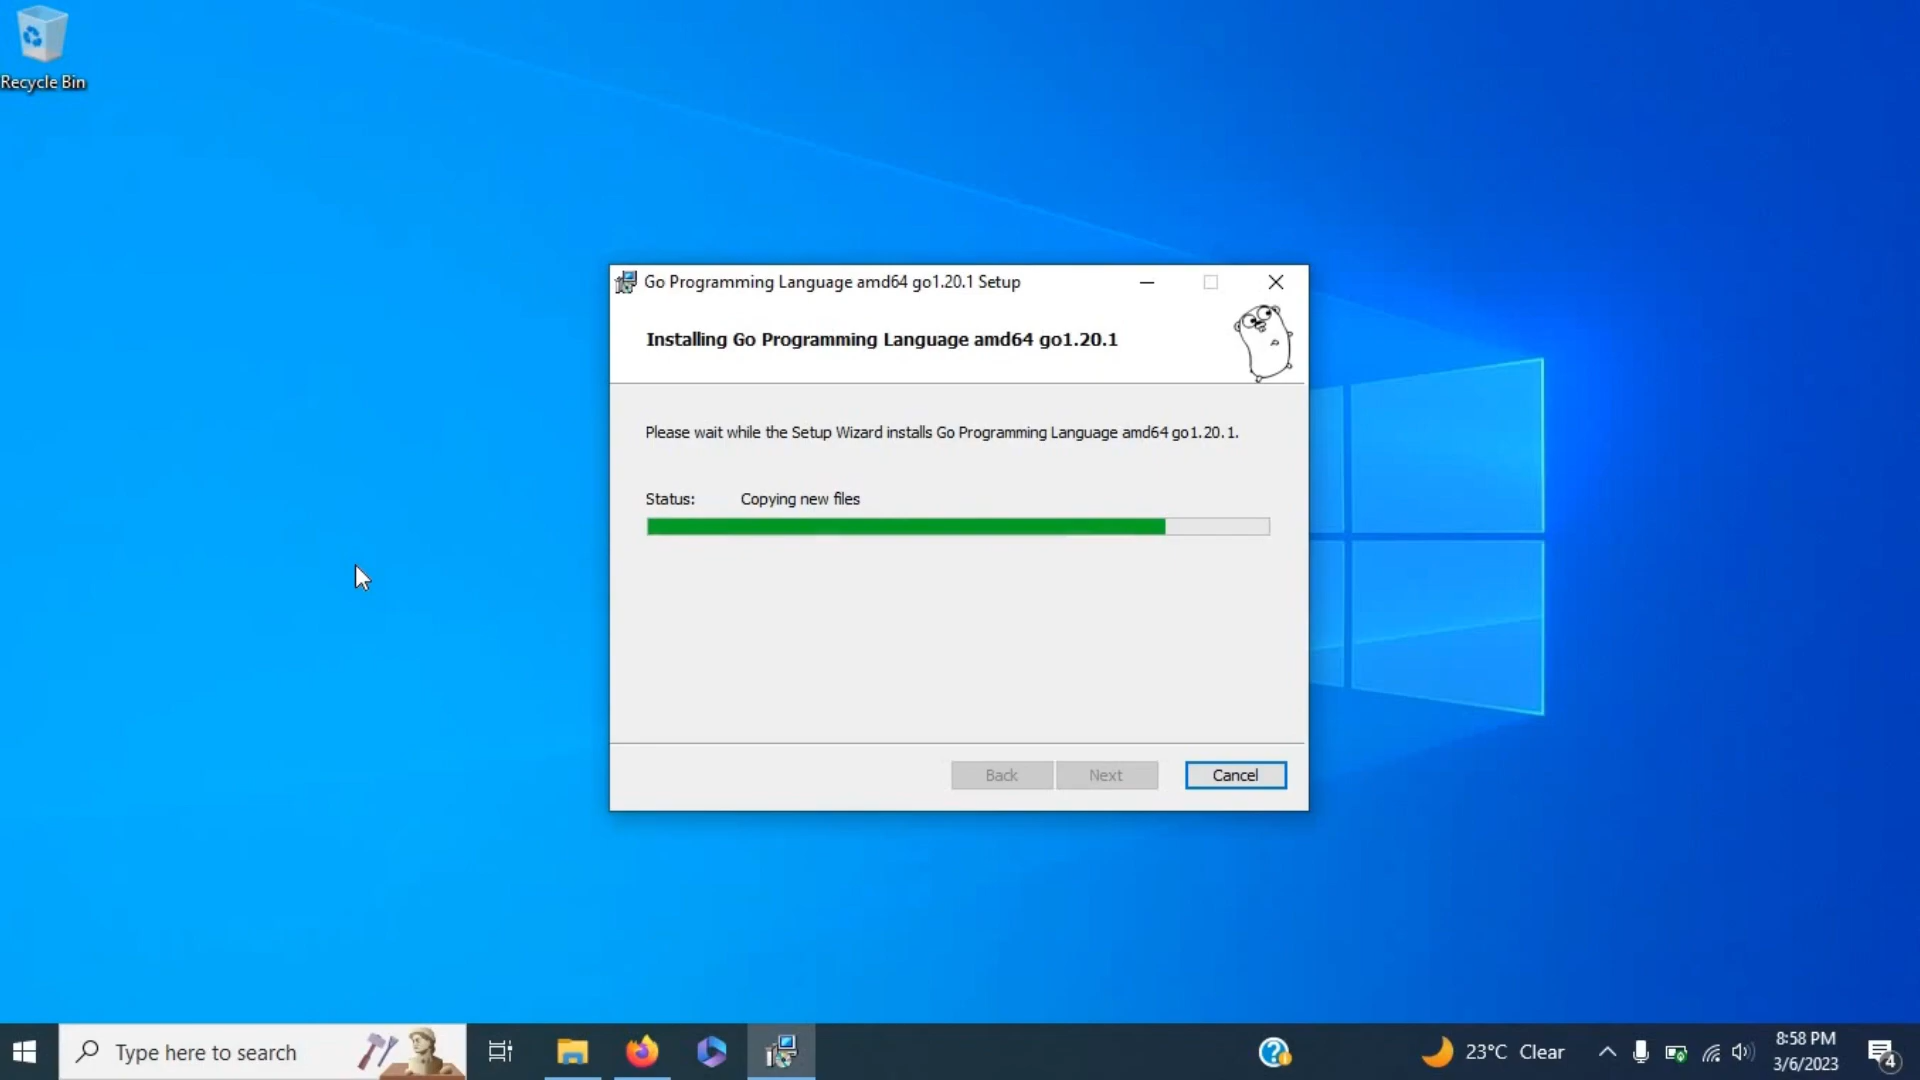 Recycle Bin
Go Programming Language amd64 go1.20.1 Setup
Installing Go Programming Language amd64 go1.20.1
Please wait while the Setup Wizard installs Go Programming Language amd64 go1.20.1.
Status: Copying new files
Back Next Cancel
Type here to search
23°C Clear
8:58 PM
3/6/2023
4